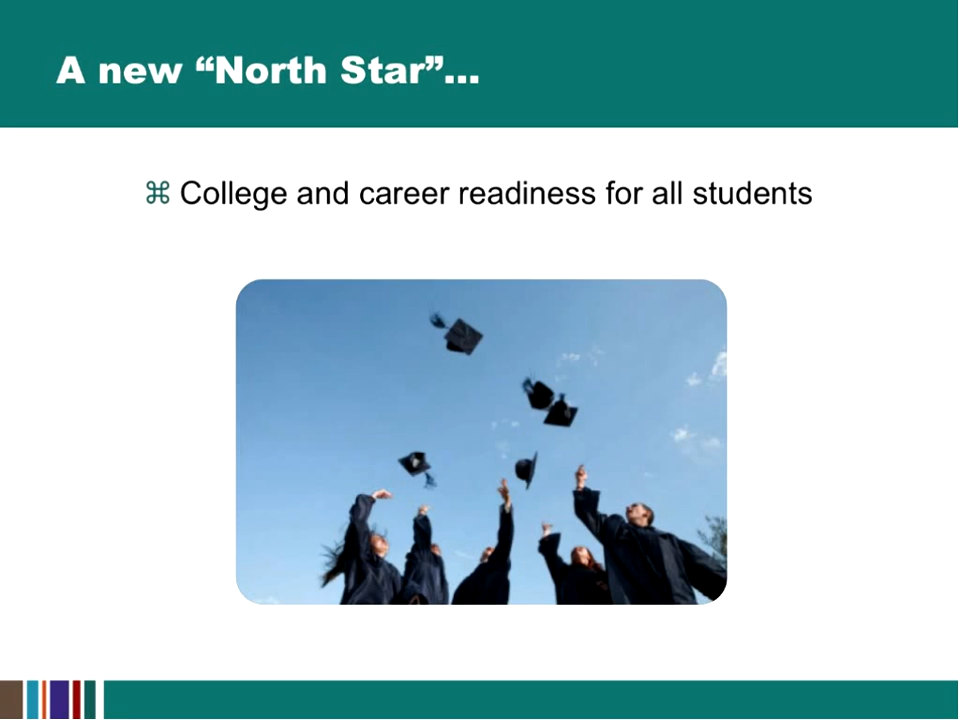 A new “North Star”...
⌘ College and career readiness for all students